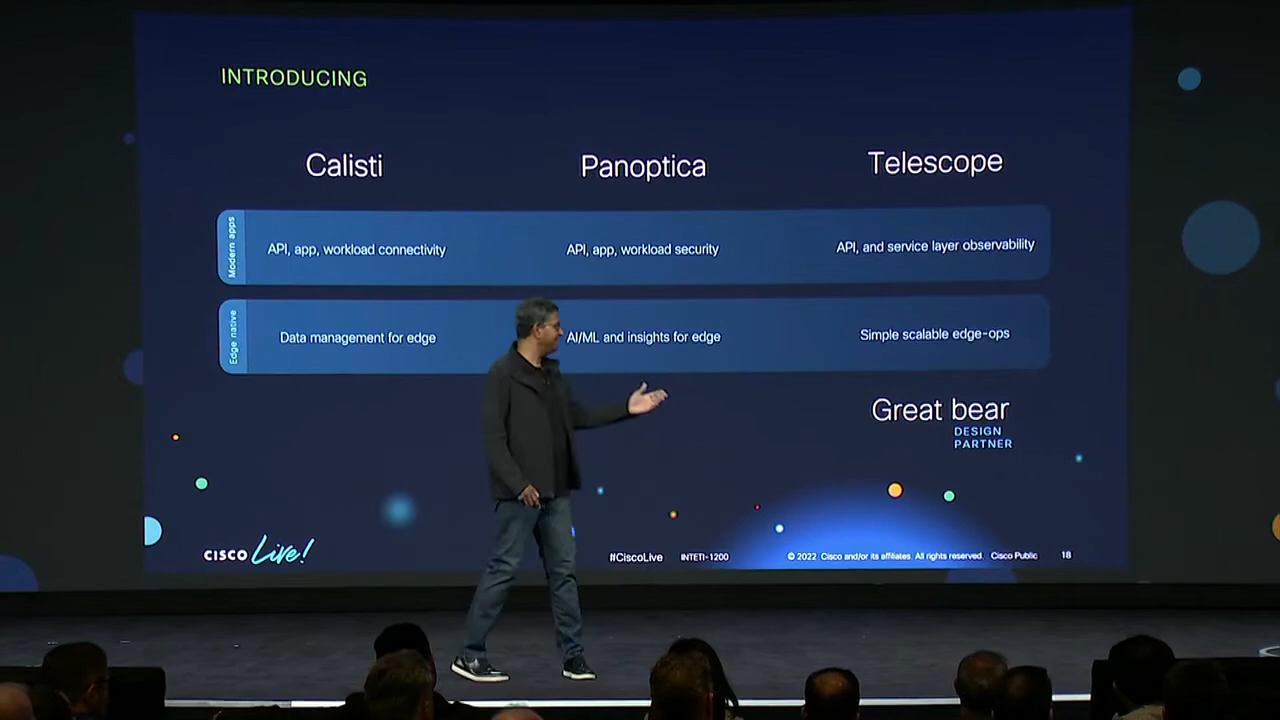 INTRODUCING
Calisti
Panoptica
Telescope
Modern apps
API, app, workload connectivity
API, app, workload security
API, and service layer observability
Edge native
Data management for edge
AI/ML and insights for edge
Simple scalable edge-ops
Great bear
DESIGN
PARTNER
CISCO Live!
#CiscoLive
INTETI-1200
© 2022 Cisco and/or its affiliates. All rights reserved. Cisco Public
18